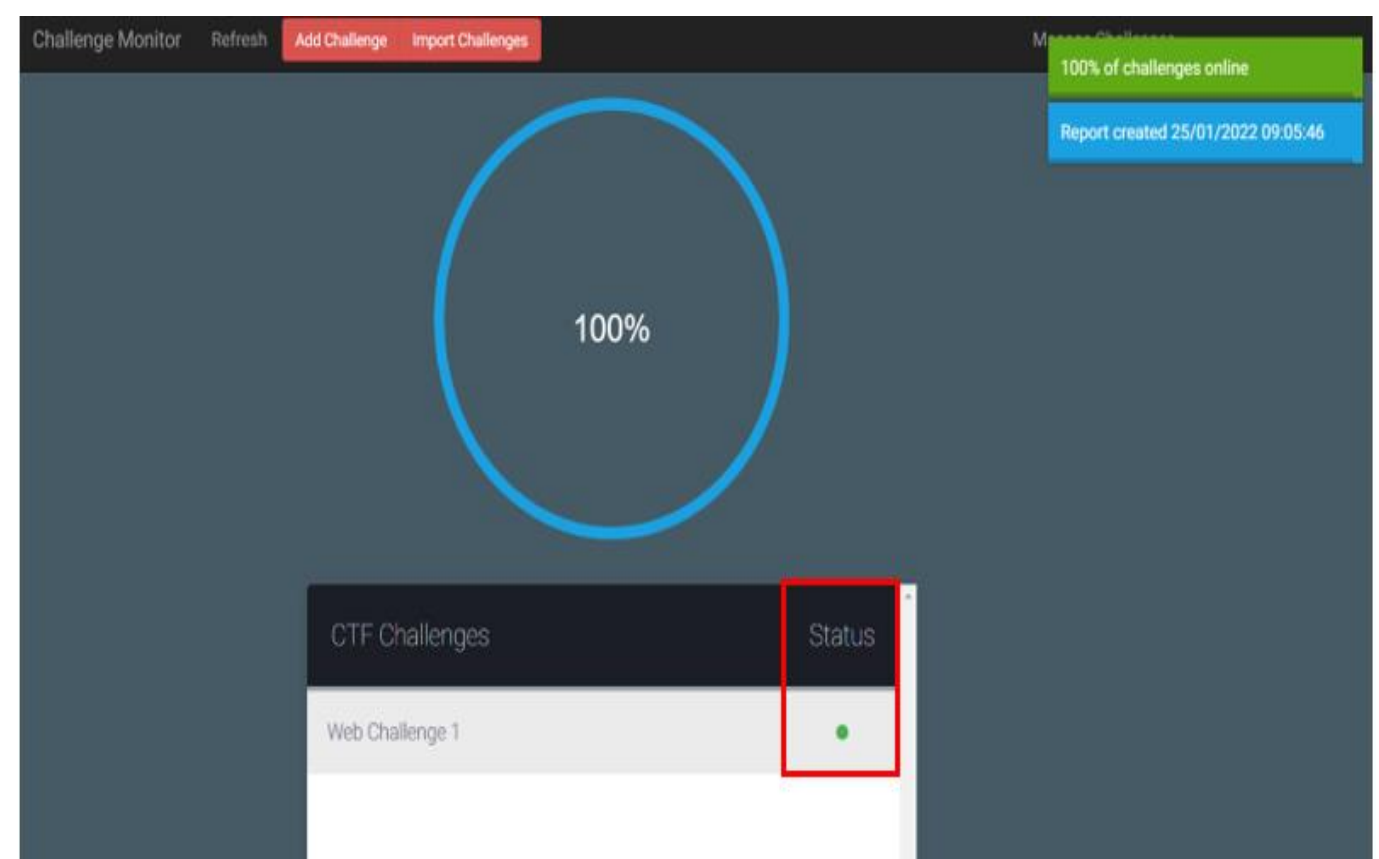 Challenge Monitor Refresh Add Challenge Import Challenges
100% of challenges online
Report created 25/01/2022 09:05:46
100%
CTF Challenges Status
Web Challenge 1